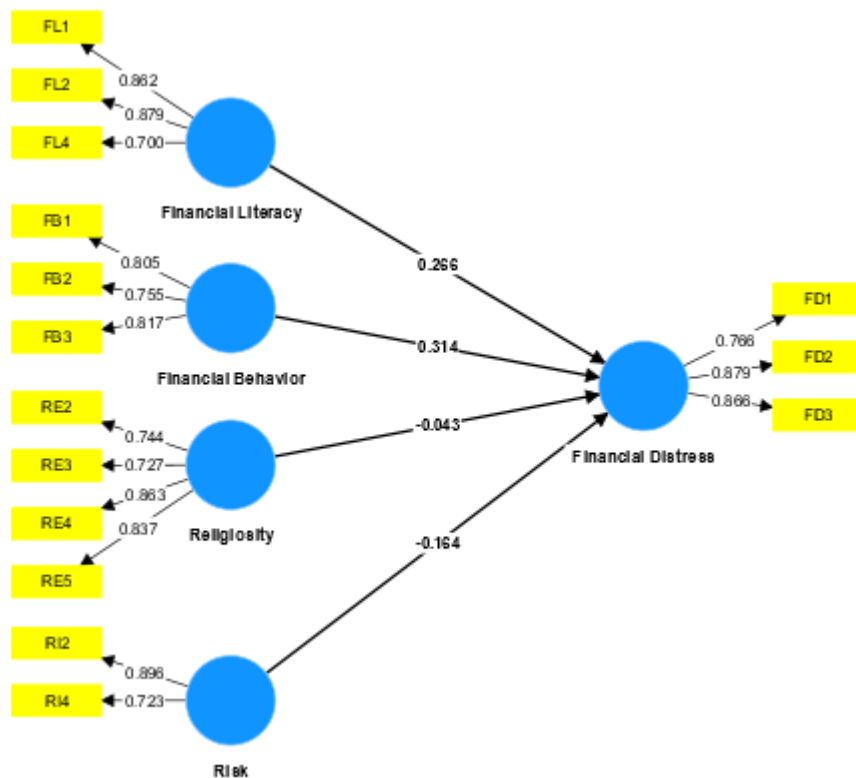 FL1
0.862
FL2
0.879
FL4
0.700
Financial Literacy
0.266
FB1
0.805
FB2
0.755
FB3
0.817
Financial Behavior
0.314
RE2
0.744
RE3
0.727
RE4
0.863
0.837
RE5
Religiosity
-0.043
RI2
0.896
RI4
0.723
Risk
-0.164
Financial Distress
FD1
0.766
FD2
0.879
FD3
0.866